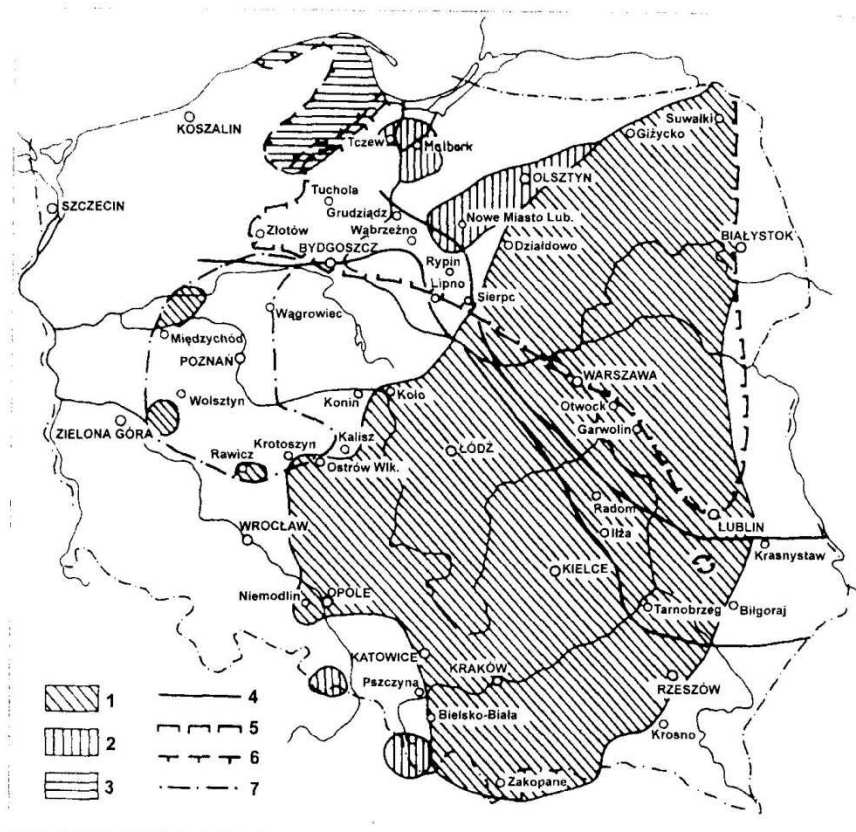 KOSZALIN
Suwałki
Giżycko
Tczew
Malbork
OLSZTYN
Tuchola
SZCZECIN
Grudziądz
Nowe Miasto Lub.
Złotów
Wąbrzeźno
Działdowo
BIAŁYSTOK
BYDGOSZCZ
Rypin
Lipno
Sierpc
Wągrowiec
Międzychód
POZNAŃ
WARSZAWA
Wolsztyn
Konin
Koło
Otwock
ZIELONA GÓRA
Garwolin
Krotoszyn
Kalisz
ŁÓDŹ
Rawicz
Ostrów Wlk.
Radom
LUBLIN
WROCŁAW
Iłża
Krasnystaw
KIELCE
Niemodlin
OPOLE
Tarnobrzeg
Biłgoraj
KATOWICE
KRAKÓW
Pszczyna
RZESZÓW
1 4
Bielsko-Biała
Krosno
2 5
6
Zakopane
3 7